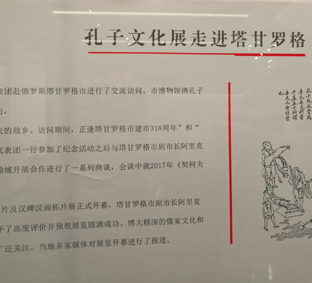 孔子文化展走进塔甘罗格
表团赴俄罗斯塔甘罗格市进行了交流访问，市博物馆携孔子
的故乡。访问期间，正逢塔甘罗格市建市318周年”和“
代表团一行参加了纪念活动之后与塔甘罗格市副市长阿里克
领域开展合作进行了一系列商谈，会谈中就2017年《契柯夫
片及汉碑汉画拓片展正式开幕，塔甘罗格市副市长阿里克
予了高度评价并预祝展览圆满成功。博大精深的儒家文化和
广泛关注，当地多家媒体对展览开幕进行了报道。